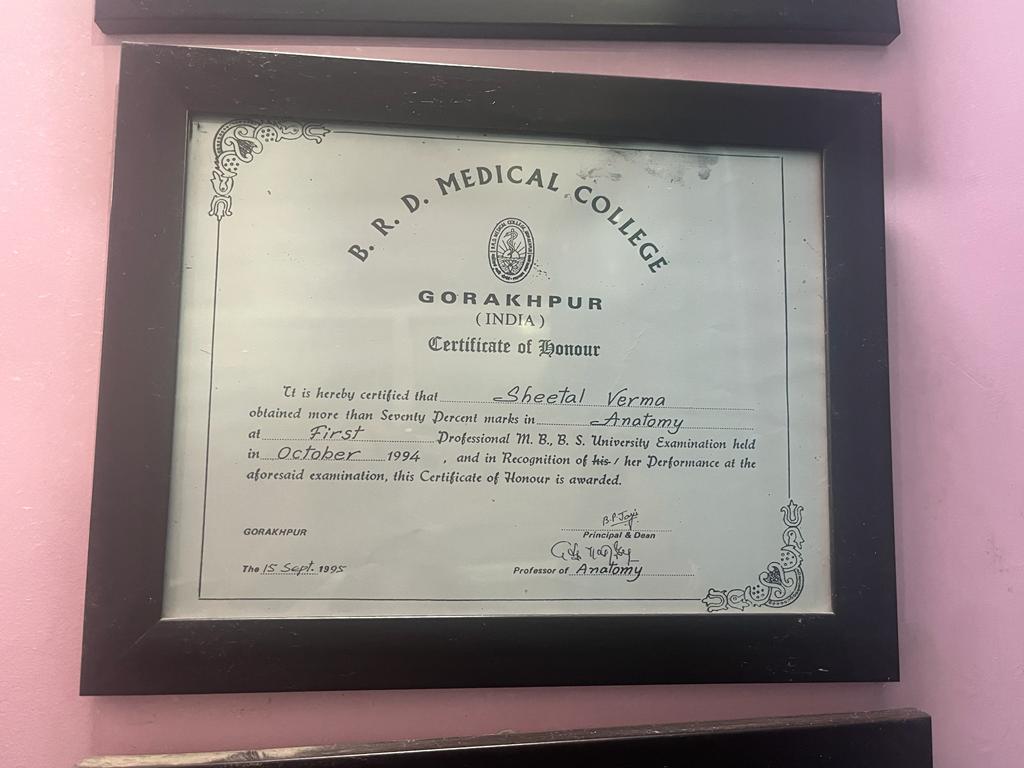 B. R. D. MEDICAL COLLEGE
GORAKHPUR
( INDIA )
Certificate of Honour
It is hereby certified that Sheetal Verma
obtained more than Seventy Percent marks in Anatomy
at First Professional M. B., B. S. University Examination held
in October 1994 , and in Recognition of his / her Performance at the
aforesaid examination, this Certificate of Honour is awarded.
GORAKHPUR
Principal & Dean
The 15 Sept. 1995
Professor of Anatomy